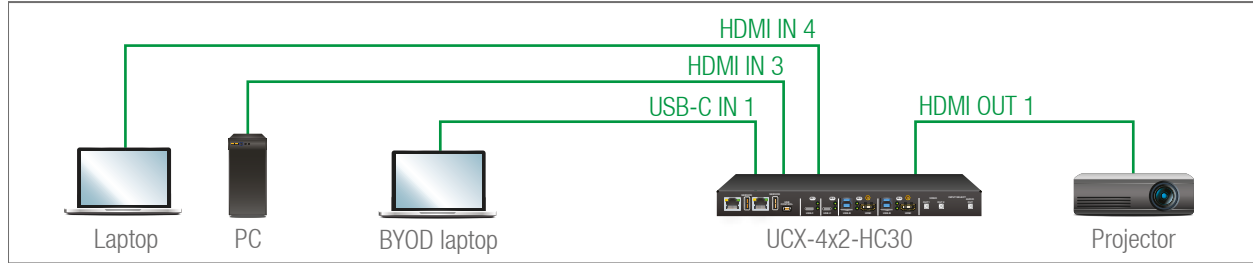 HDMI IN 4
HDMI IN 3
USB-C IN 1
HDMI OUT 1
Laptop
PC
BYOD laptop
UCX-4x2-HC30
Projector